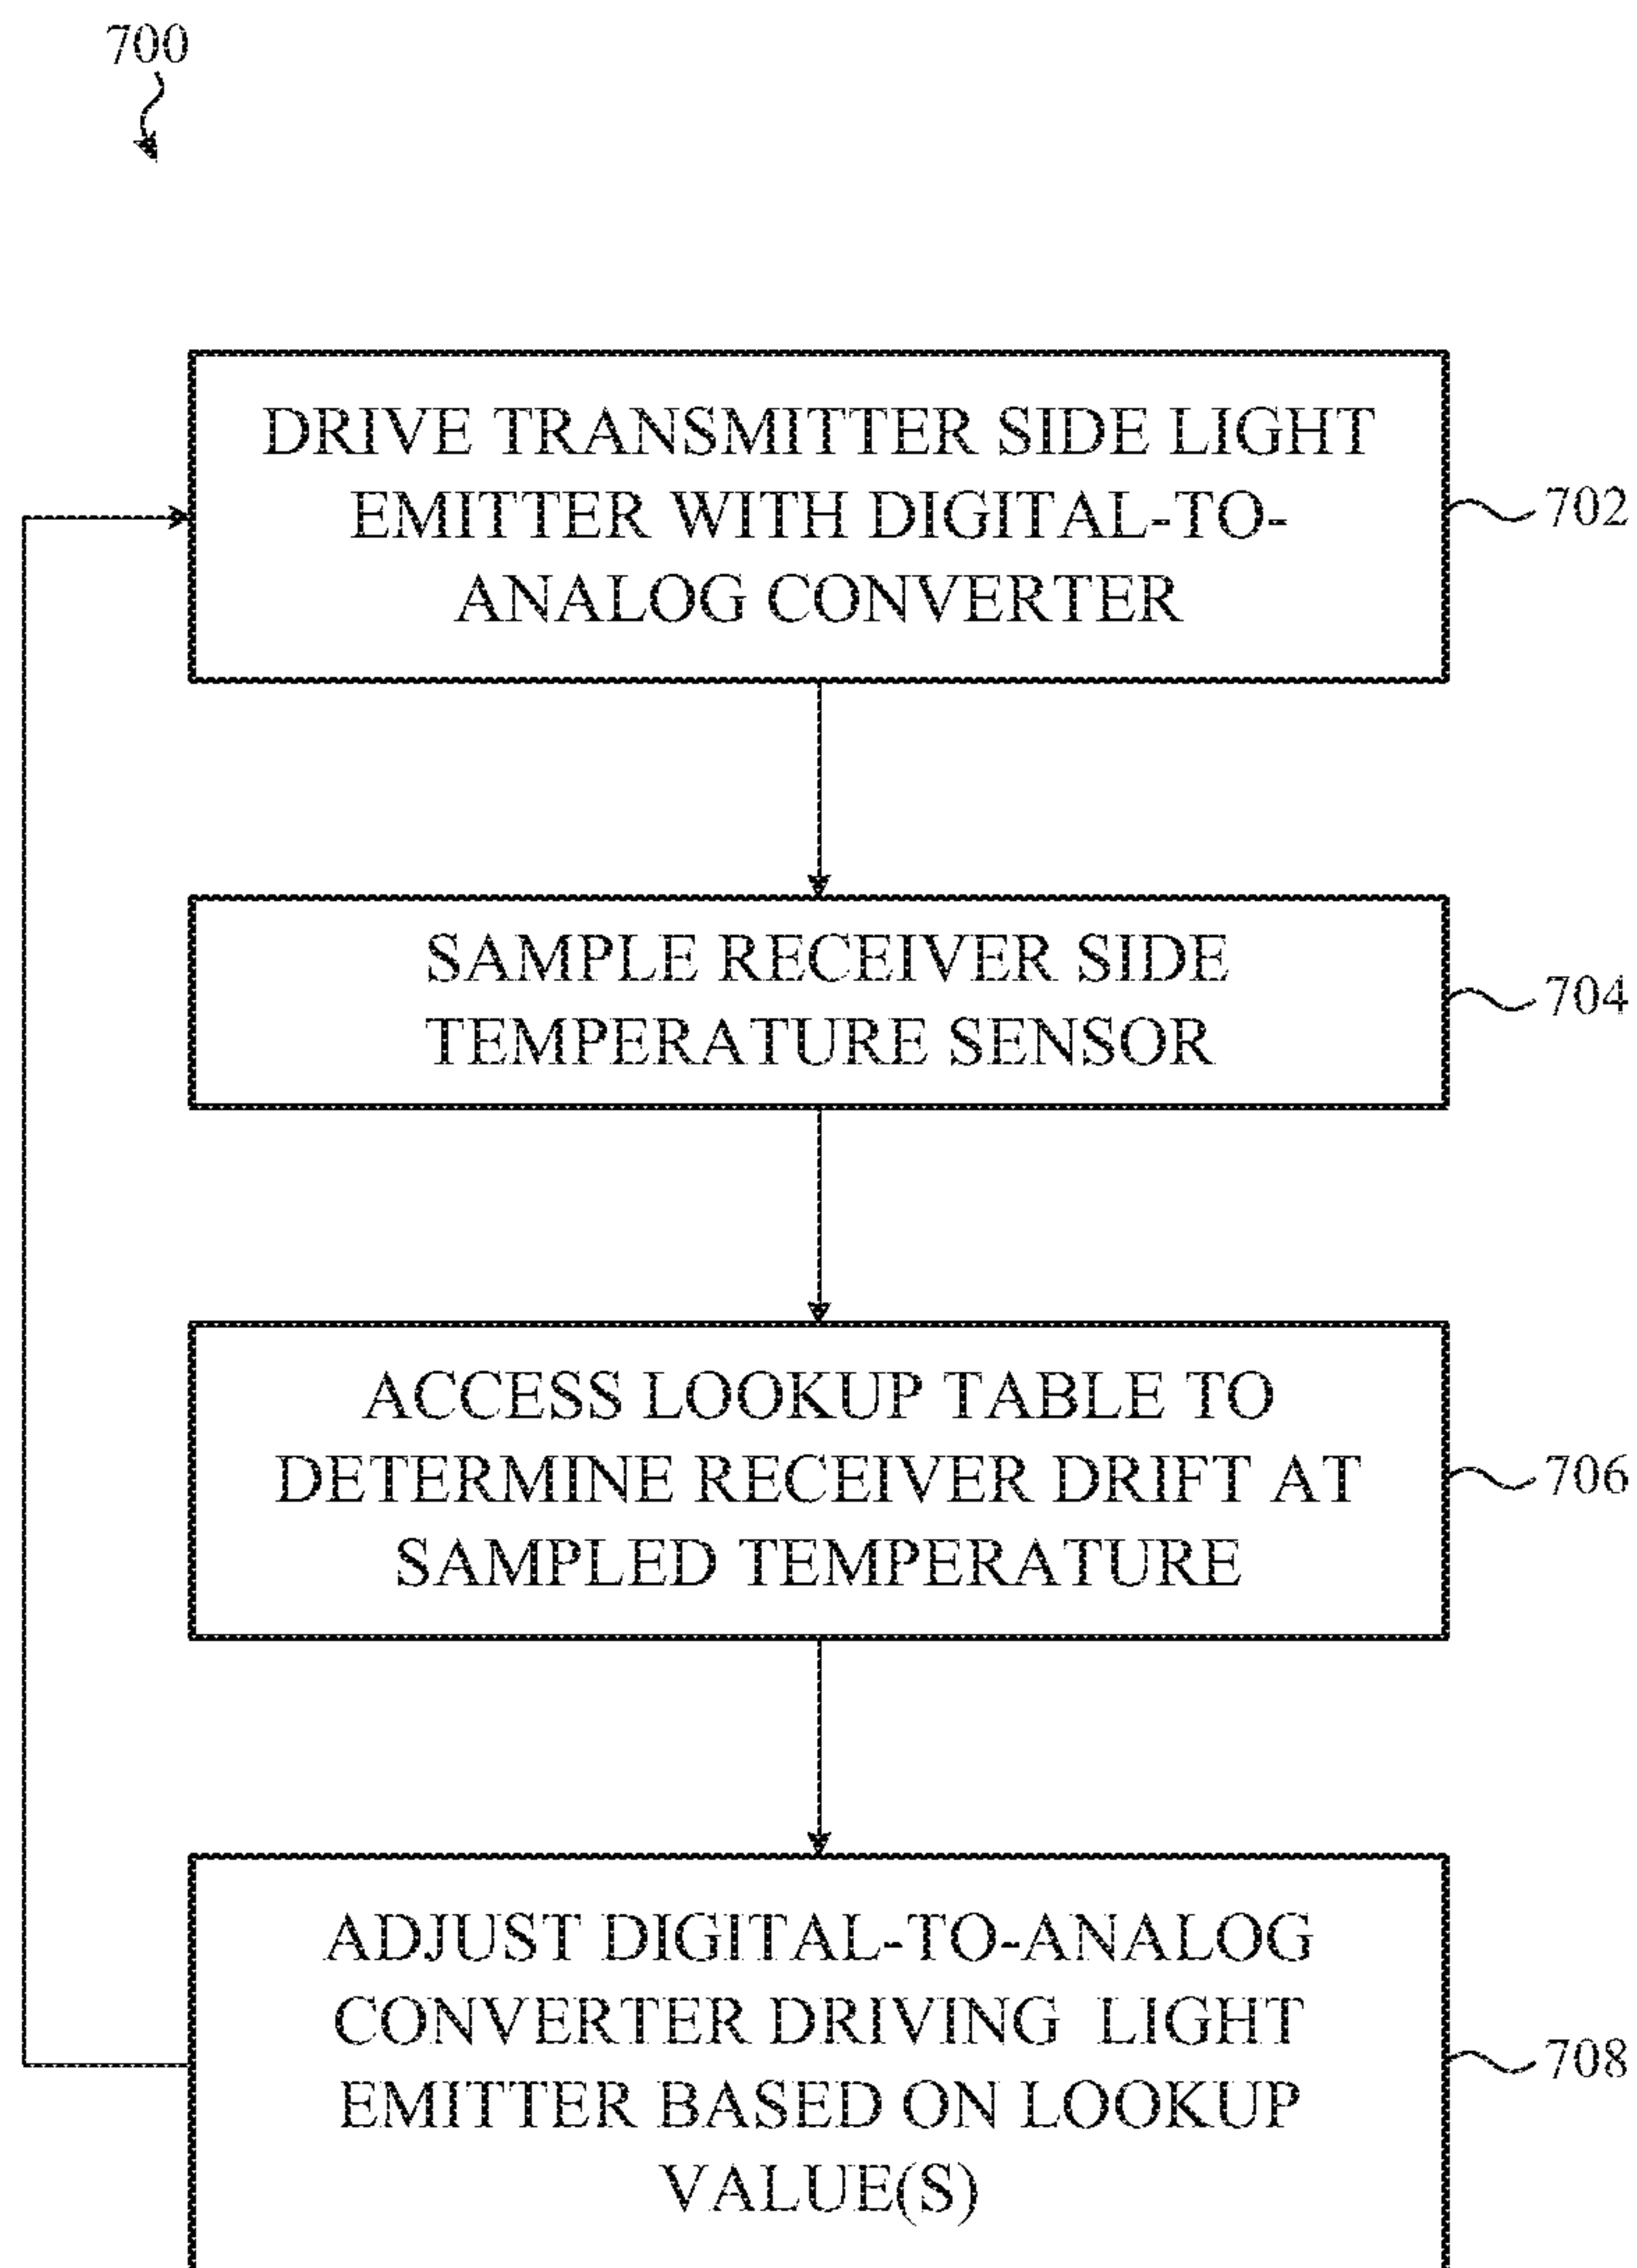 700
DRIVE TRANSMITTER SIDE LIGHT
EMITTER WITH DIGITAL-TO-
ANALOG CONVERTER
702
SAMPLE RECEIVER SIDE
TEMPERATURE SENSOR
704
ACCESS LOOKUP TABLE TO
DETERMINE RECEIVER DRIFT AT
SAMPLED TEMPERATURE
706
ADJUST DIGITAL-TO-ANALOG
CONVERTER DRIVING LIGHT
EMITTER BASED ON LOOKUP
VALUE(S)
708